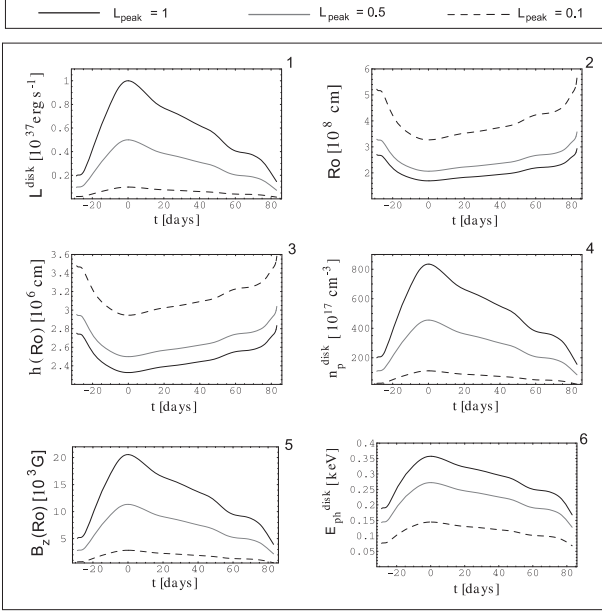 L_peak = 1 L_peak = 0.5 L_peak = 0.1
1
L^disk [10^37 erg s^-1]
1
0.8
0.6
0.4
0.2
−20 0 20 40 60 80
t [days]
2
Ro [10^8 cm]
6
5
4
3
2
−20 0 20 40 60 80
t [days]
3
h(Ro) [10^6 cm]
3.6
3.4
3.2
3
2.8
2.6
2.4
−20 0 20 40 60 80
t [days]
4
n_p^disk [10^17 cm^-3]
800
600
400
200
−20 0 20 40 60 80
t [days]
5
B_z(Ro) [10^3 G]
20
15
10
5
−20 0 20 40 60 80
t [days]
6
E_ph^disk [keV]
0.4
0.35
0.3
0.25
0.2
0.15
0.1
0.05
−20 0 20 40 60 80
t [days]